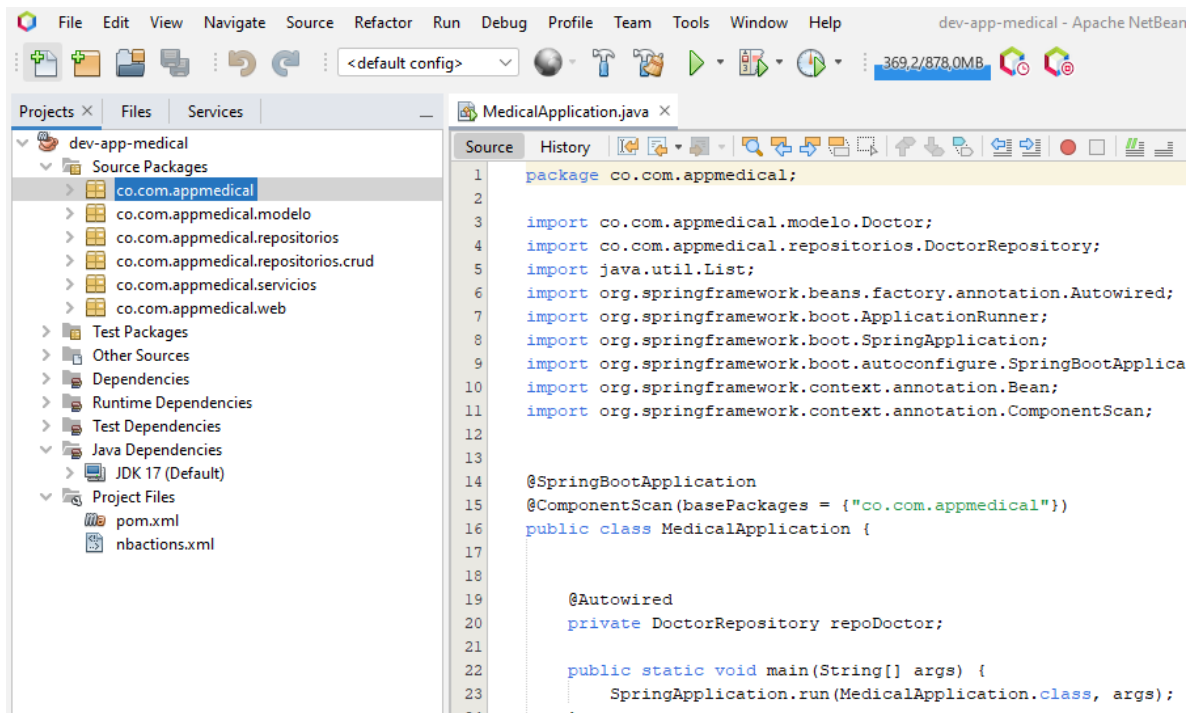 File Edit View Navigate Source Refactor Run Debug Profile Team Tools Window Help dev-app-medical - Apache NetBean
<default config> 369,2/878,0MB
Projects Files Services
MedicalApplication.java
Source History
dev-app-medical
Source Packages
co.com.appmedical
co.com.appmedical.modelo
co.com.appmedical.repositorios
co.com.appmedical.repositorios.crud
co.com.appmedical.servicios
co.com.appmedical.web
Test Packages
Other Sources
Dependencies
Runtime Dependencies
Test Dependencies
Java Dependencies
JDK 17 (Default)
Project Files
pom.xml
nbactions.xml
1 package co.com.appmedical;
2
3 import co.com.appmedical.modelo.Doctor;
4 import co.com.appmedical.repositorios.DoctorRepository;
5 import java.util.List;
6 import org.springframework.beans.factory.annotation.Autowired;
7 import org.springframework.boot.ApplicationRunner;
8 import org.springframework.boot.SpringApplication;
9 import org.springframework.boot.autoconfigure.SpringBootApplica
10 import org.springframework.context.annotation.Bean;
11 import org.springframework.context.annotation.ComponentScan;
12
13
14 @SpringBootApplication
15 @ComponentScan(basePackages = {"co.com.appmedical"})
16 public class MedicalApplication {
17
18
19 @Autowired
20 private DoctorRepository repoDoctor;
21
22 public static void main(String[] args) {
23 SpringApplication.run(MedicalApplication.class, args);